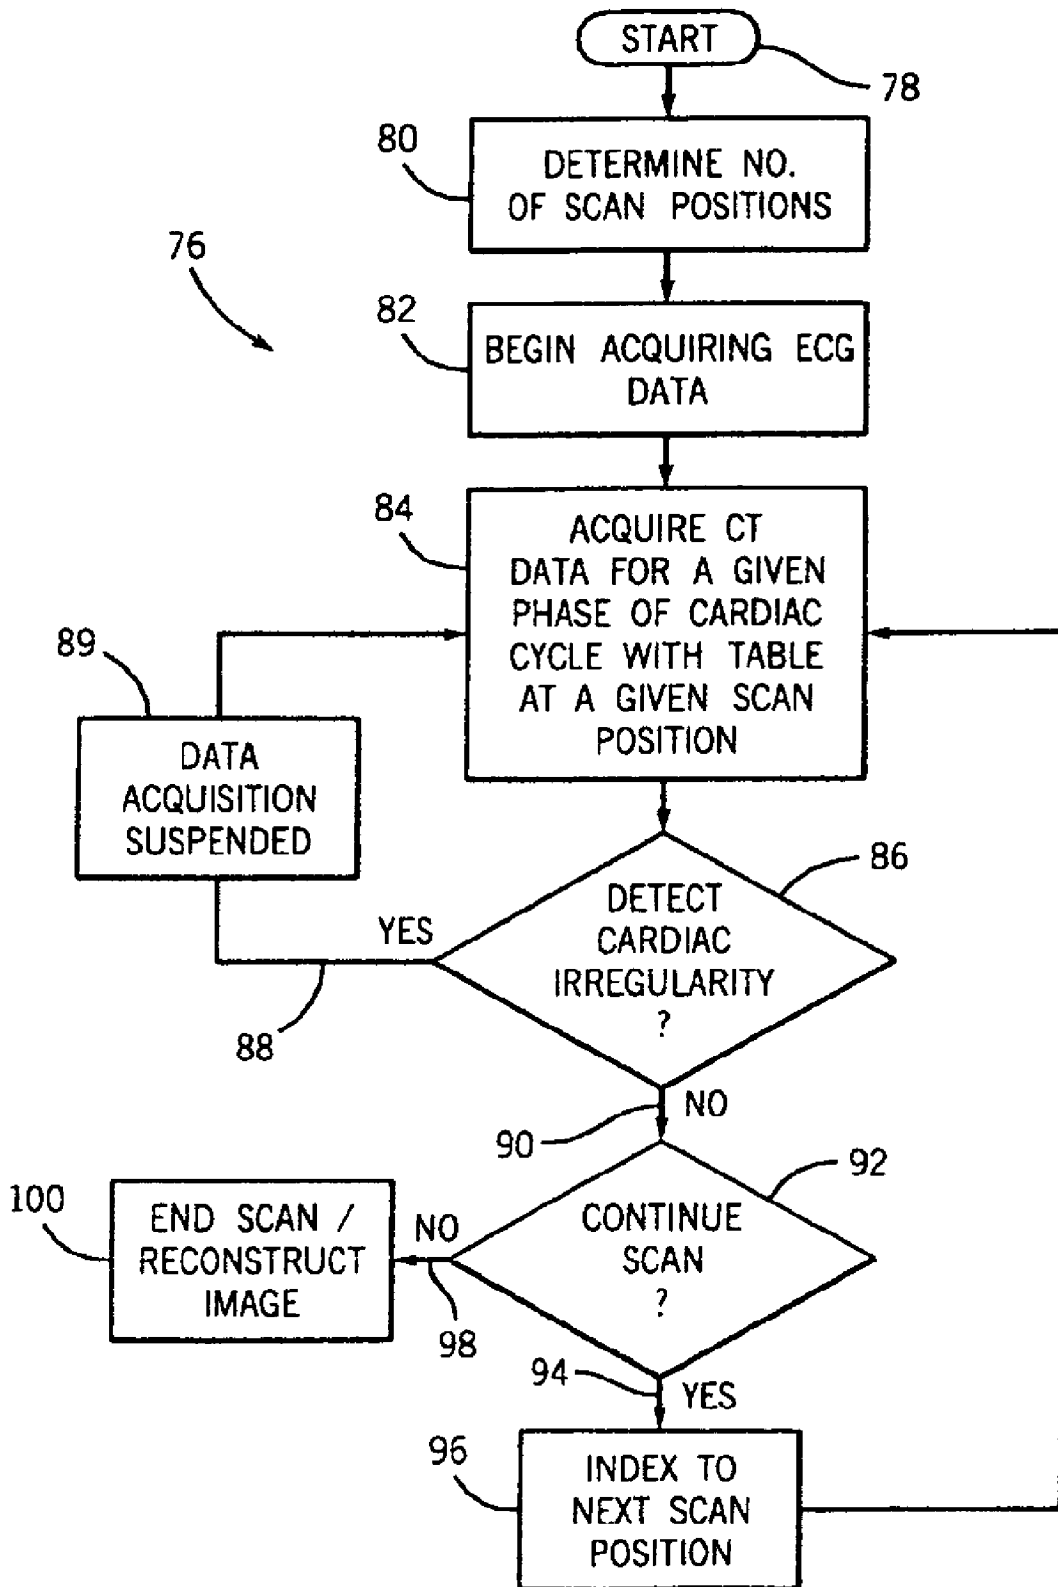 START
78
80
DETERMINE NO.
OF SCAN POSITIONS
76
82
BEGIN ACQUIRING ECG
DATA
84
ACQUIRE CT
DATA FOR A GIVEN
PHASE OF CARDIAC
CYCLE WITH TABLE
AT A GIVEN SCAN
POSITION
89
DATA
ACQUISITION
SUSPENDED
86
DETECT
CARDIAC
IRREGULARITY
?
YES
88
90
NO
92
CONTINUE
SCAN
?
100
END SCAN /
RECONSTRUCT
IMAGE
NO
98
94
YES
96
INDEX TO
NEXT SCAN
POSITION